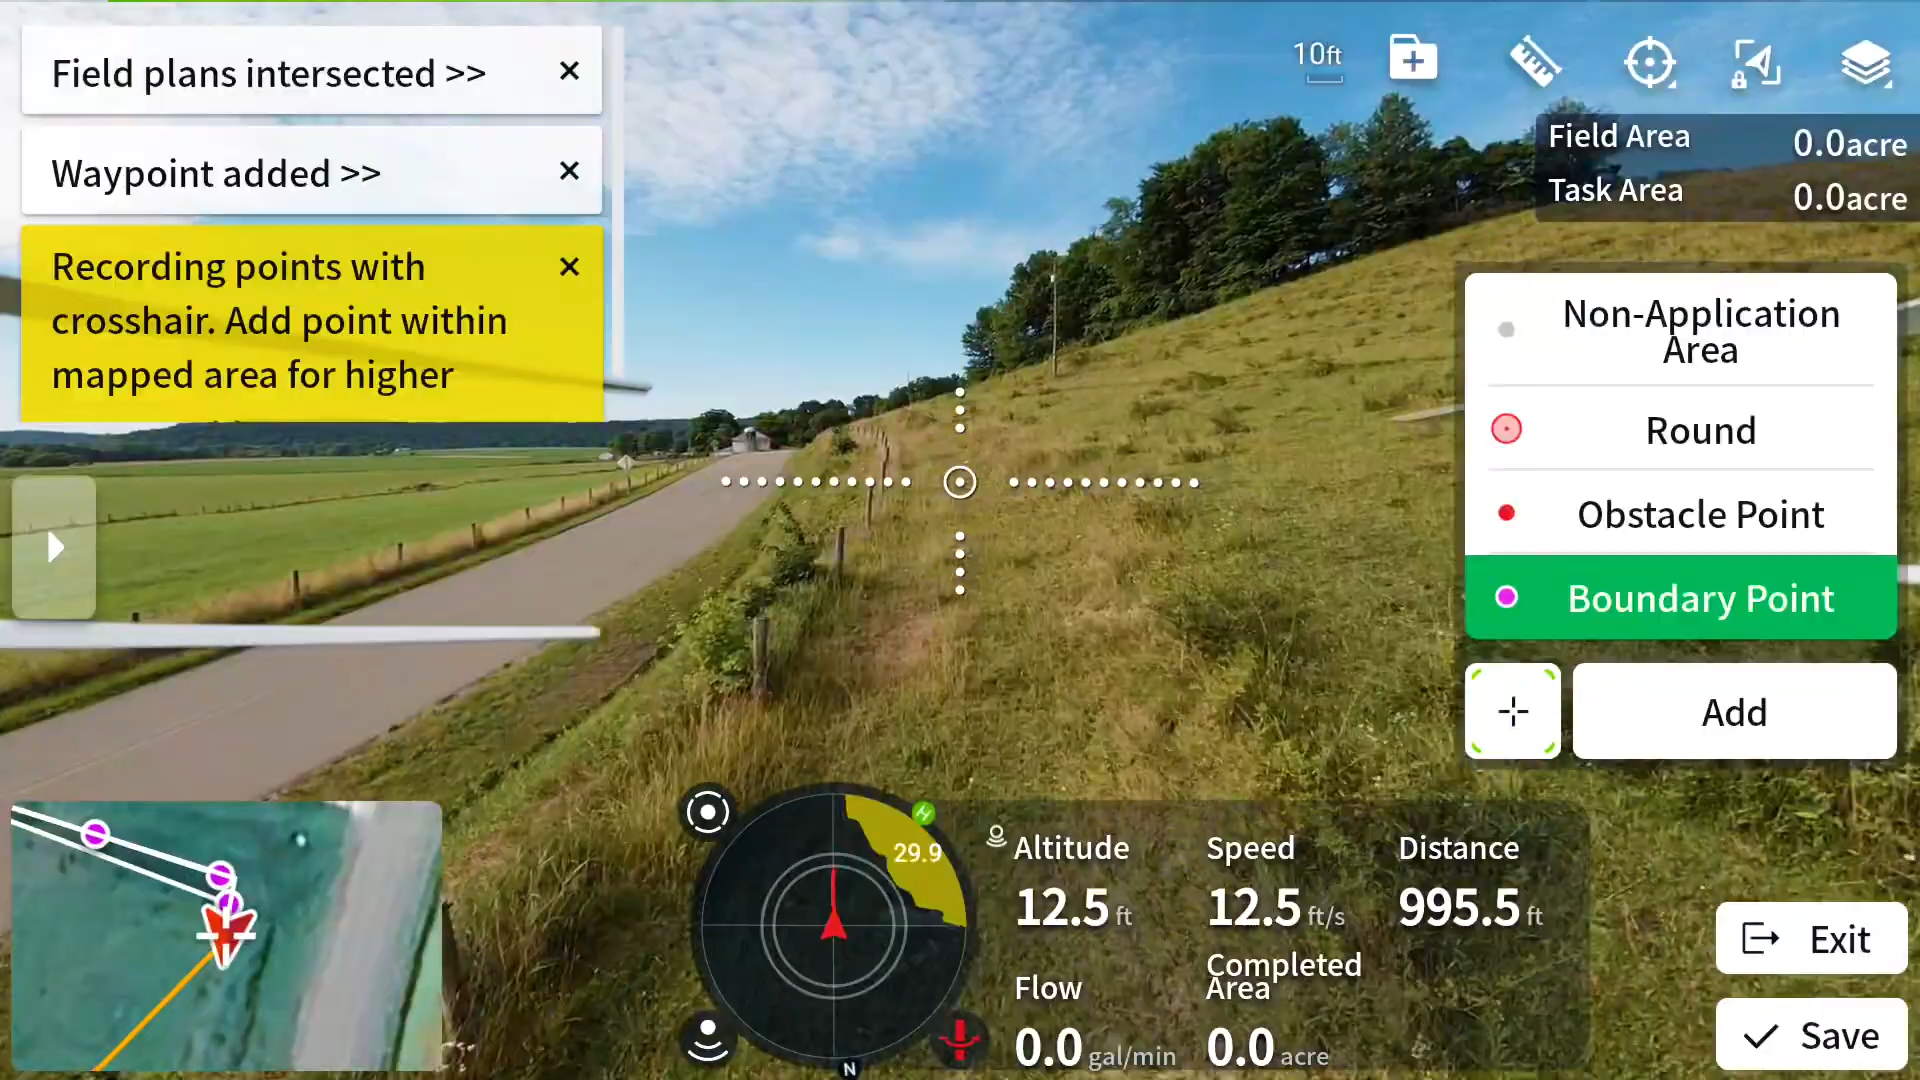 Field plans intersected >>
Waypoint added >>
Recording points with
crosshair. Add point within
mapped area for higher
10ft
Field Area 0.0acre
Task Area 0.0acre
Non-Application
Area
Round
Obstacle Point
Boundary Point
Add
H
29.9
N
Altitude Speed Distance
12.5 ft 12.5 ft/s 995.5 ft
Flow Completed
Area
0.0 gal/min 0.0 acre
Exit
Save